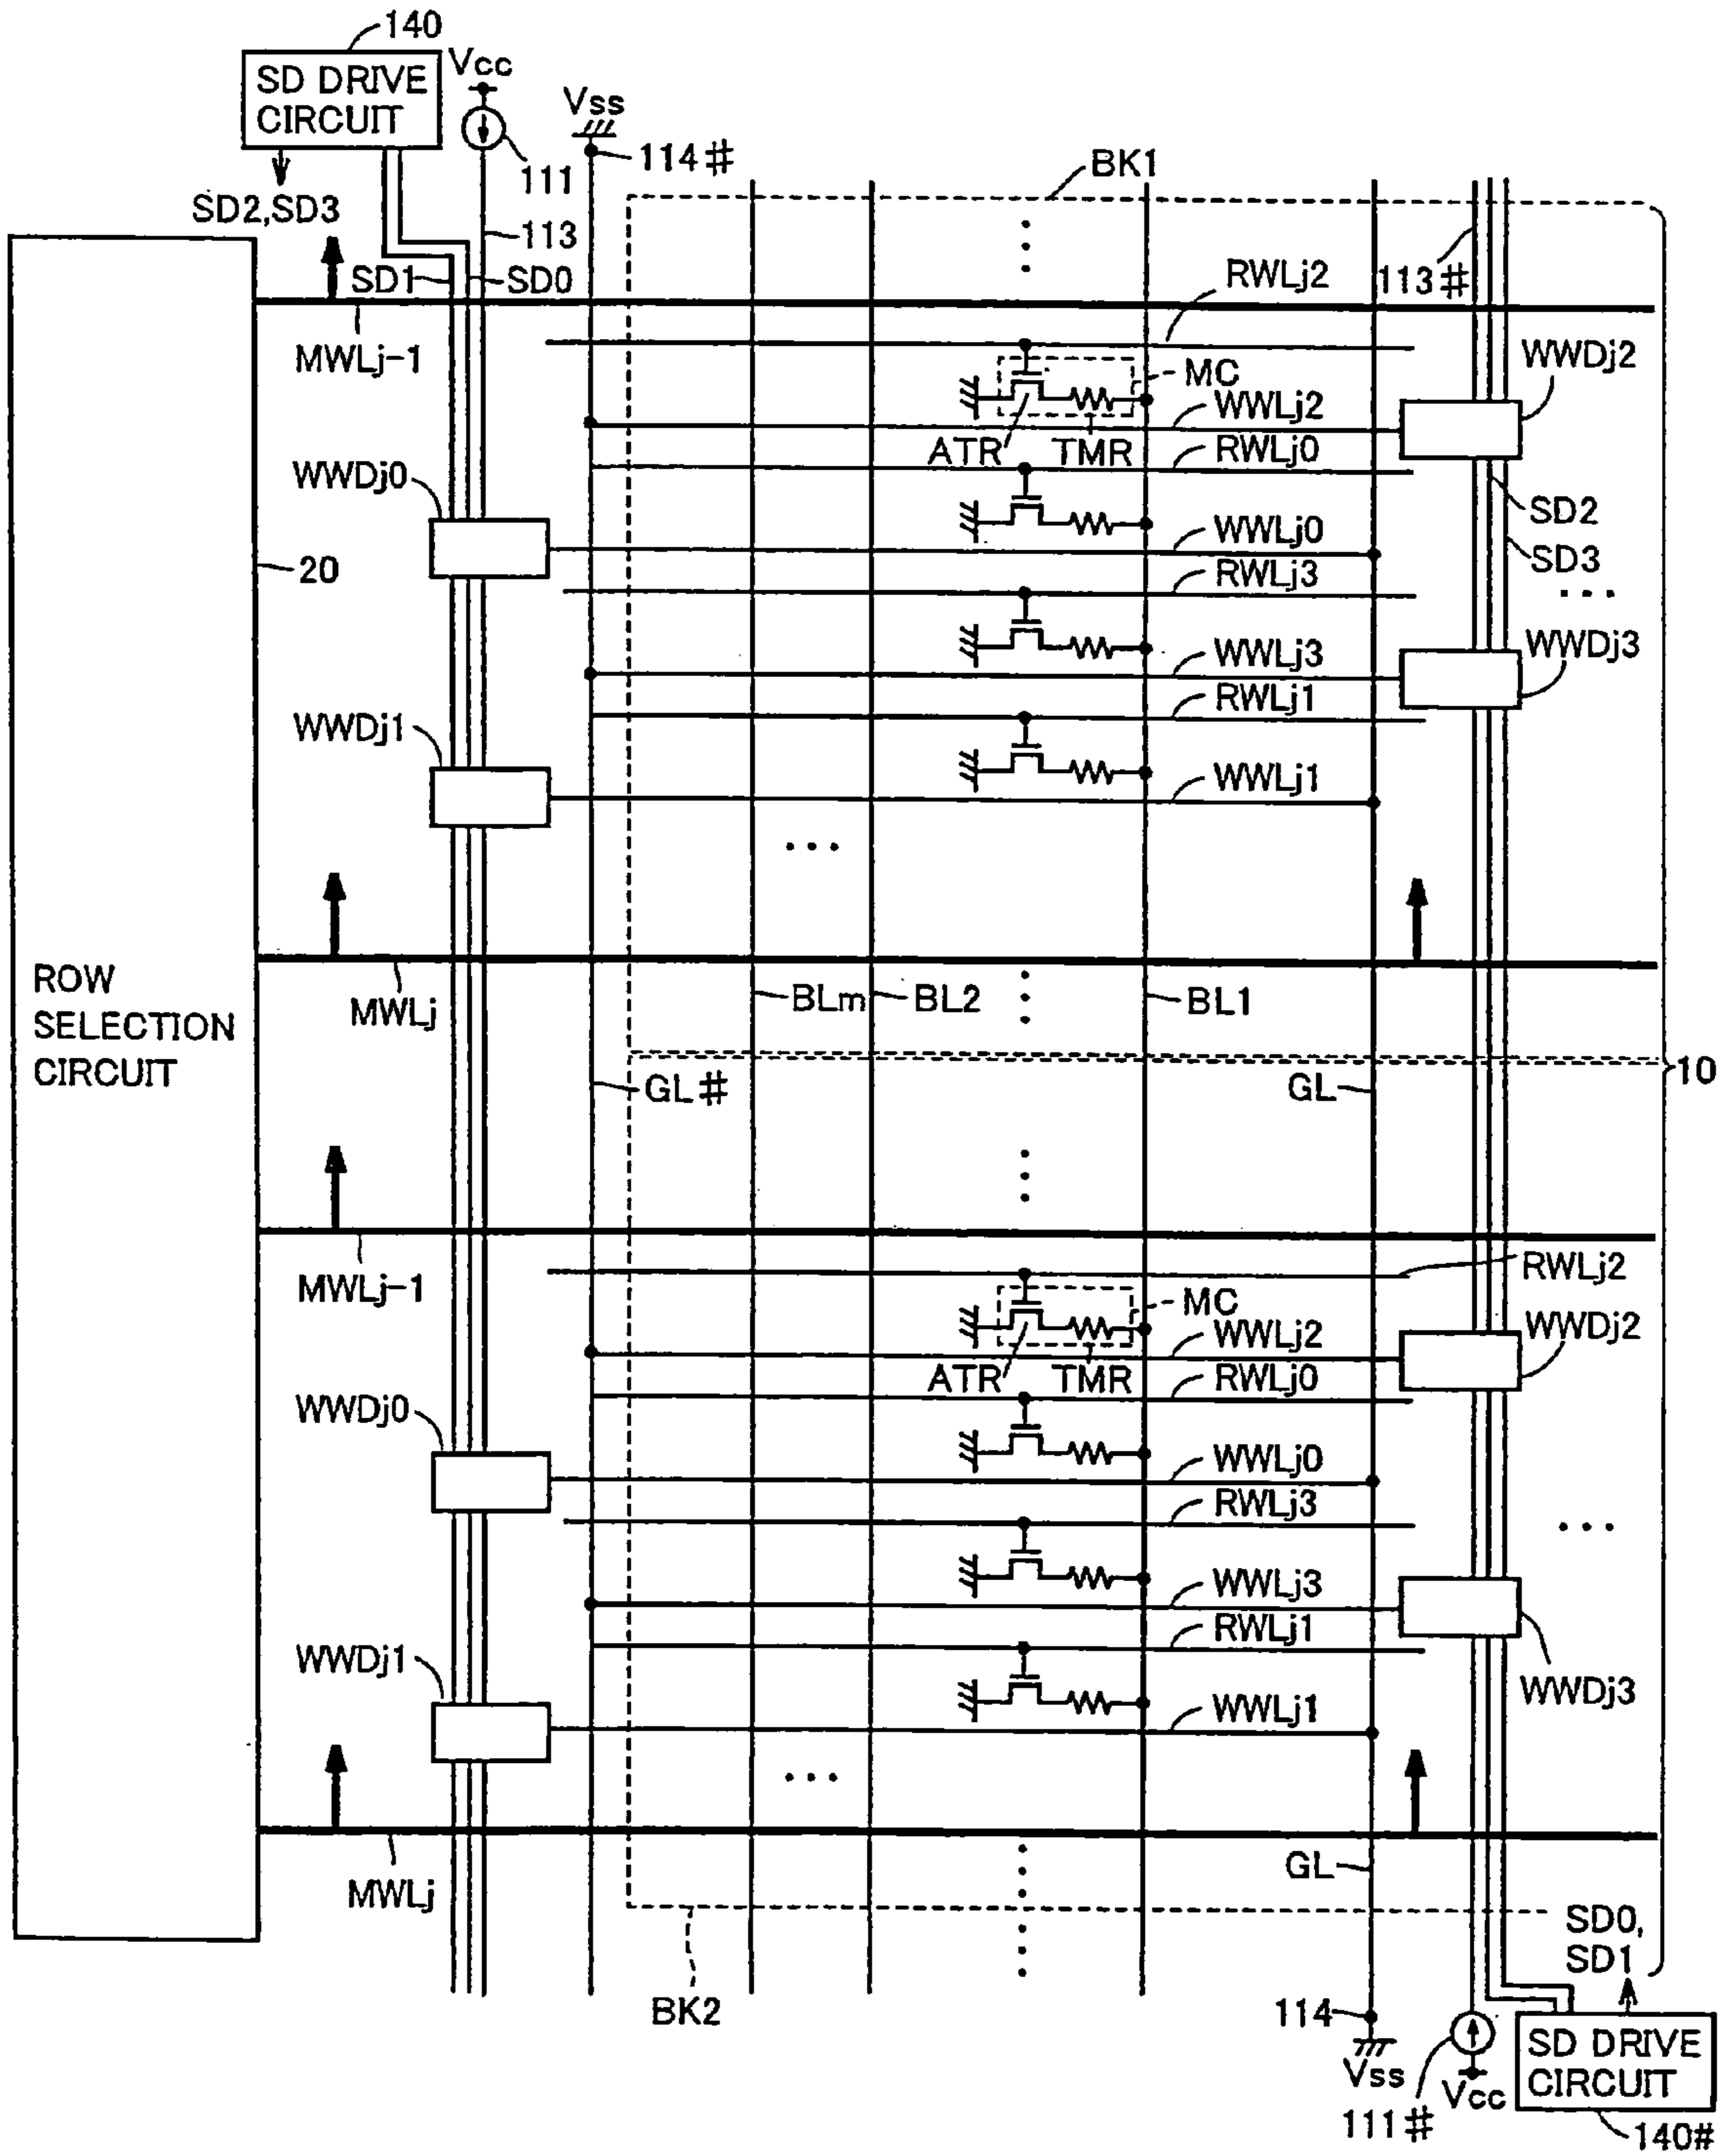 140
SD DRIVE
CIRCUIT
Vcc
Vss
111
114#
BK1
SD2,SD3
113
SD1
SD0
RWLj2
113#
MWLj-1
MC
WWDj2
WWLj2
ATR
TMR
RWLj0
WWDj0
SD2
WWLj0
SD3
20
RWLj3
...
WWLj3
WWDj3
RWLj1
WWDj1
WWLj1
...
ROW
SELECTION
CIRCUIT
MWLj
BLm
BL2
BL1
GL#
GL
10
MWLj-1
RWLj2
MC
WWDj2
WWLj2
ATR
TMR
RWLj0
WWDj0
WWLj0
RWLj3
...
WWLj3
RWLj1
WWDj1
WWDj3
WWLj1
...
GL
MWLj
SD0,
SD1
BK2
114
Vss
Vcc
111#
SD DRIVE
CIRCUIT
140#